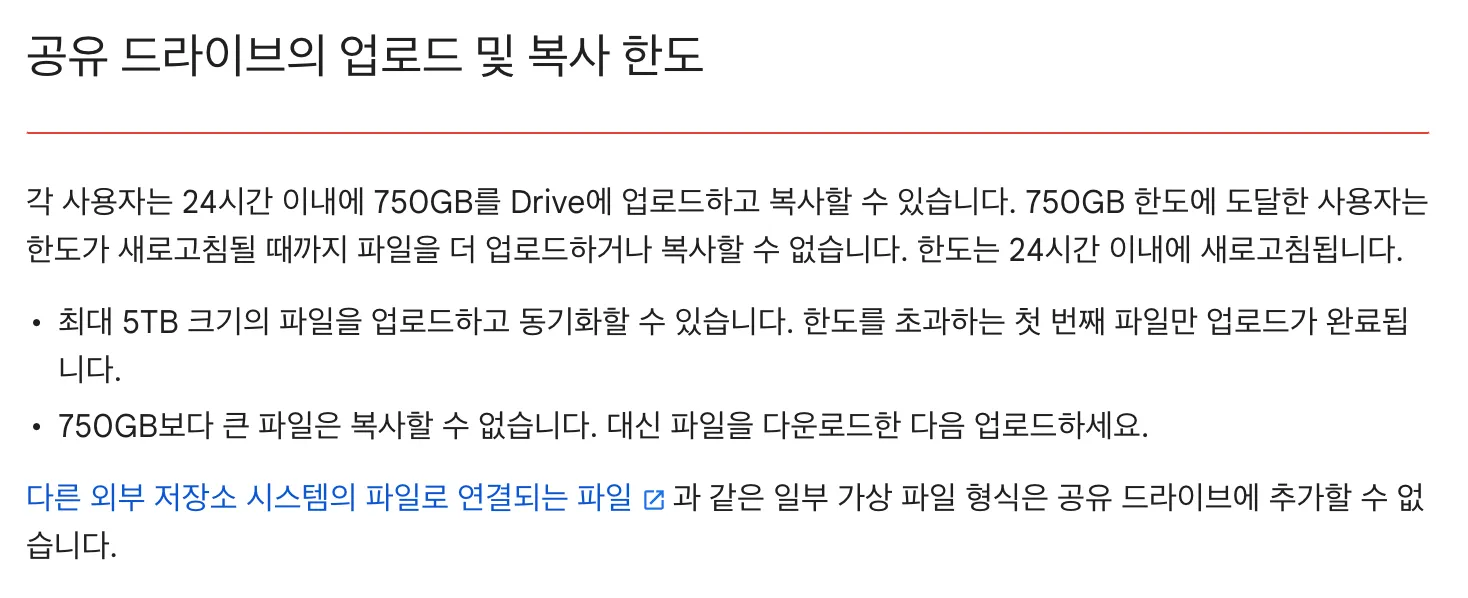 공유 드라이브의 업로드 및 복사 한도
각 사용자는 24시간 이내에 750GB를 Drive에 업로드하고 복사할 수 있습니다. 750GB 한도에 도달한 사용자는
한도가 새로고침될 때까지 파일을 더 업로드하거나 복사할 수 없습니다. 한도는 24시간 이내에 새로고침됩니다.
• 최대 5TB 크기의 파일을 업로드하고 동기화할 수 있습니다. 한도를 초과하는 첫 번째 파일만 업로드가 완료됩
니다.
• 750GB보다 큰 파일은 복사할 수 없습니다. 대신 파일을 다운로드한 다음 업로드하세요.
다른 외부 저장소 시스템의 파일로 연결되는 파일 과 같은 일부 가상 파일 형식은 공유 드라이브에 추가할 수 없
습니다.